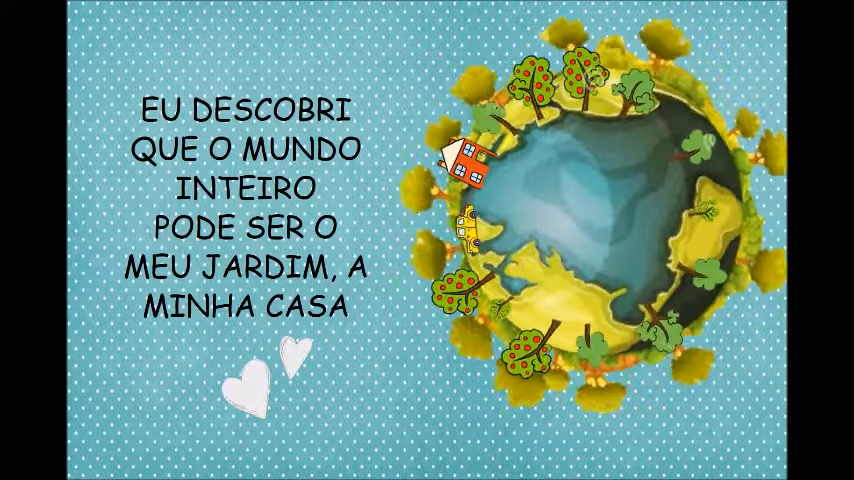 EU DESCOBRI
QUE O MUNDO
INTEIRO
PODE SER O
MEU JARDIM, A
MINHA CASA